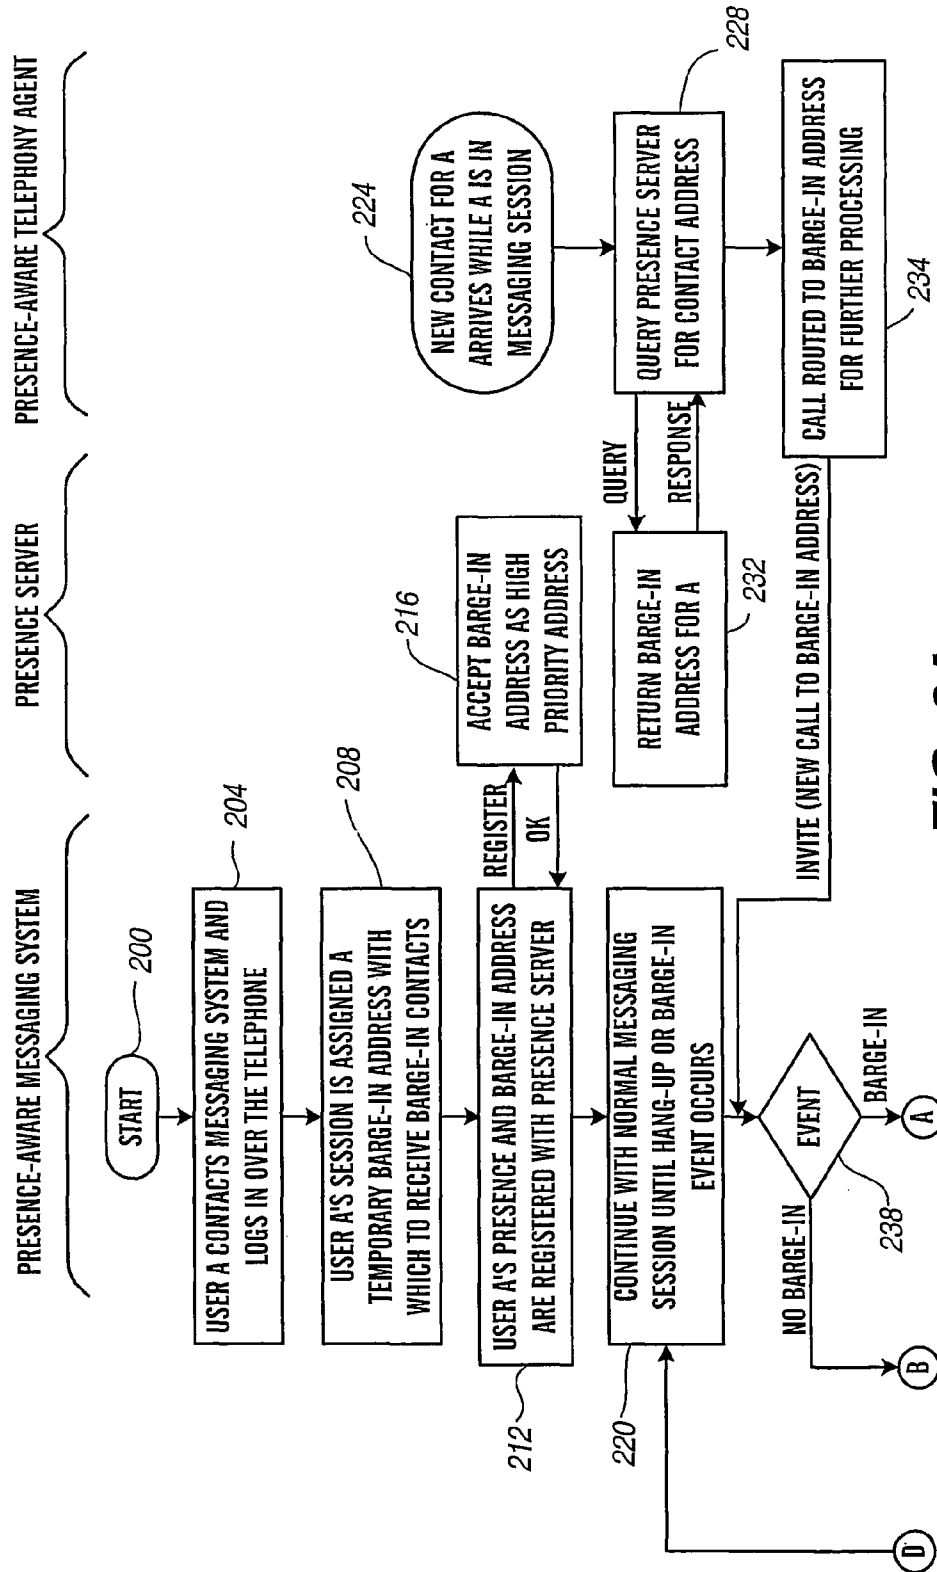 PRESENCE-AWARE MESSAGING SYSTEM
PRESENCE SERVER
PRESENCE-AWARE TELEPHONY AGENT
START
200
USER A CONTACTS MESSAGING SYSTEM AND
LOGS IN OVER THE TELEPHONE
204
USER A'S SESSION IS ASSIGNED A
TEMPORARY BARGE-IN ADDRESS WITH
WHICH TO RECEIVE BARGE-IN CONTACTS
208
USER A'S PRESENCE AND BARGE-IN ADDRESS
ARE REGISTERED WITH PRESENCE SERVER
212
REGISTER
OK
ACCEPT BARGE-IN
ADDRESS AS HIGH
PRIORITY ADDRESS
216
NEW CONTACT FOR A
ARRIVES WHILE A IS IN
MESSAGING SESSION
224
CONTINUE WITH NORMAL MESSAGING
SESSION UNTIL HANG-UP OR BARGE-IN
EVENT OCCURS
220
QUERY
RESPONSE
RETURN BARGE-IN
ADDRESS FOR A
232
QUERY PRESENCE SERVER
FOR CONTACT ADDRESS
228
INVITE (NEW CALL TO BARGE-IN ADDRESS)
CALL ROUTED TO BARGE-IN ADDRESS
FOR FURTHER PROCESSING
234
EVENT
238
NO BARGE-IN
BARGE-IN
D
B
A